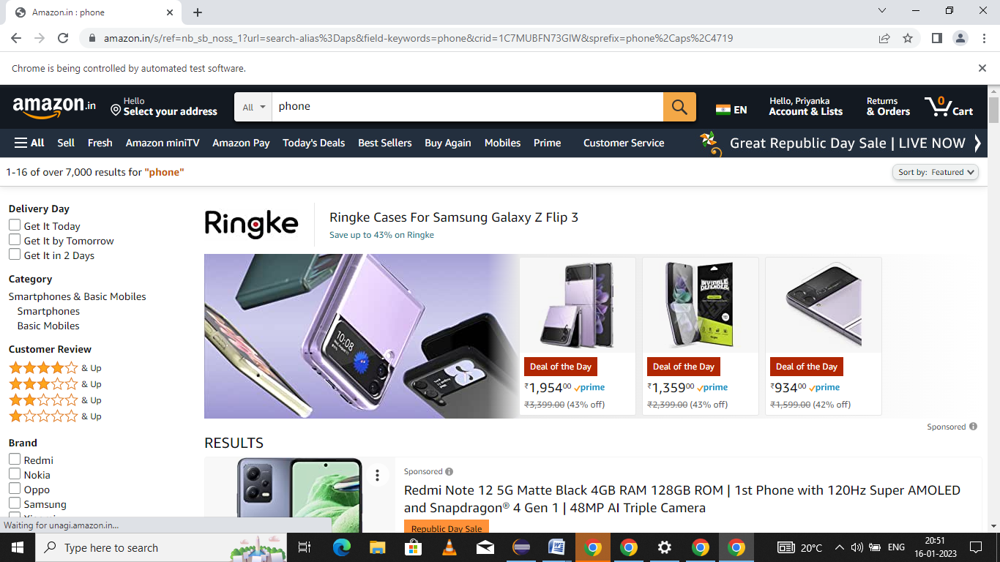 Amazon.in : phone
amazon.in/s/ref=nb_sb_noss_1?url=search-alias%3Daps&field-keywords=phone&crid=1C7MUBFN73GIW&sprefix=phone%2Caps%2C4719
Chrome is being controlled by automated test software.
amazon.in
Hello
Select your address
All
phone
EN
Hello, Priyanka
Account & Lists
Returns
& Orders
0
Cart
All Sell Fresh Amazon miniTV Amazon Pay Today's Deals Best Sellers Buy Again Mobiles Prime Customer Service
Great Republic Day Sale | LIVE NOW
1-16 of over 7,000 results for "phone"
Sort by: Featured
Delivery Day
Get It Today
Get It by Tomorrow
Get It in 2 Days
Category
Smartphones & Basic Mobiles
Smartphones
Basic Mobiles
Customer Review
& Up
& Up
& Up
& Up
Brand
Redmi
Nokia
Oppo
Samsung
Ringke
Ringke Cases For Samsung Galaxy Z Flip 3
Save up to 43% on Ringke
10:08
INVISIBLE
DEFENDER
Deal of the Day
₹1,954.00 prime
₹3,399.00 (43% off)
Deal of the Day
₹1,359.00 prime
₹2,399.00 (43% off)
Deal of the Day
₹934.00 prime
₹1,599.00 (42% off)
Sponsored
RESULTS
Sponsored
Redmi Note 12 5G Matte Black 4GB RAM 128GB ROM | 1st Phone with 120Hz Super AMOLED
and Snapdragon® 4 Gen 1 | 48MP AI Triple Camera
Republic Day Sale
Waiting for unagi.amazon.in...
Type here to search
20°C
ENG
20:51
16-01-2023